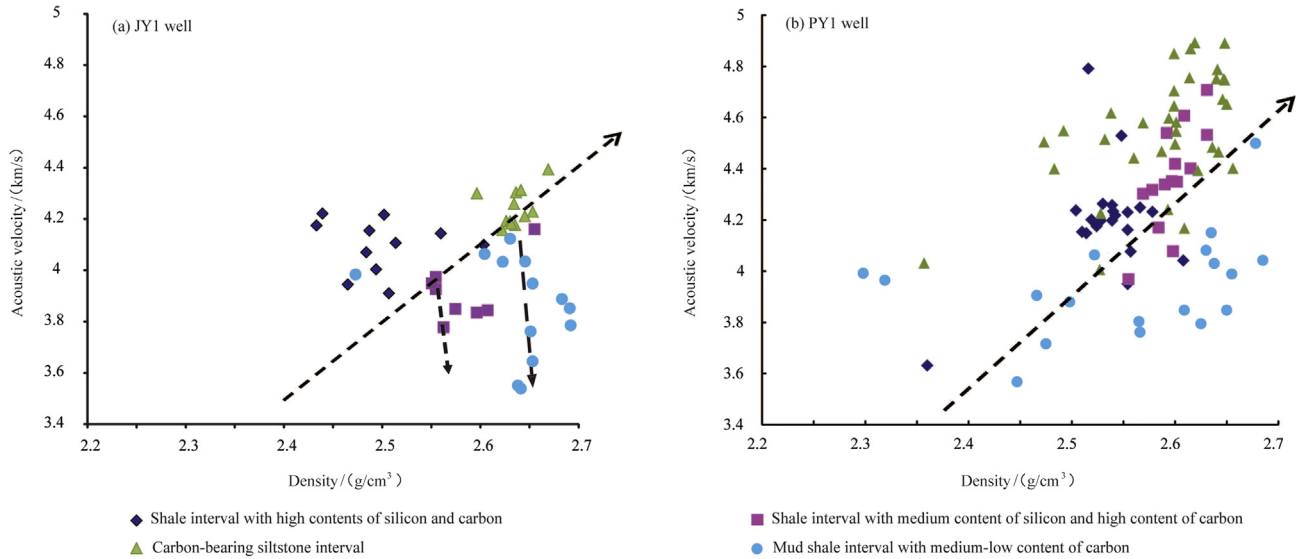 (a) JY1 well
5
4.8
4.6
4.4
4.2
4
3.8
3.6
3.4
Acoustic velocity/(km/s)
2.2 2.2 2.4 2.5 2.6 2.7
Density/(g/cm³)
(b) PY1 well
5
4.8
4.6
4.4
4.2
4
3.8
3.6
3.4
Acoustic velocity/(km/s)
2.2 2.4 2.5 2.6 2.7
Density/(g/cm³)
Shale interval with high contents of silicon and carbon
Carbon-bearing siltstone interval
Shale interval with medium content of silicon and high content of carbon
Mud shale interval with medium-low content of carbon